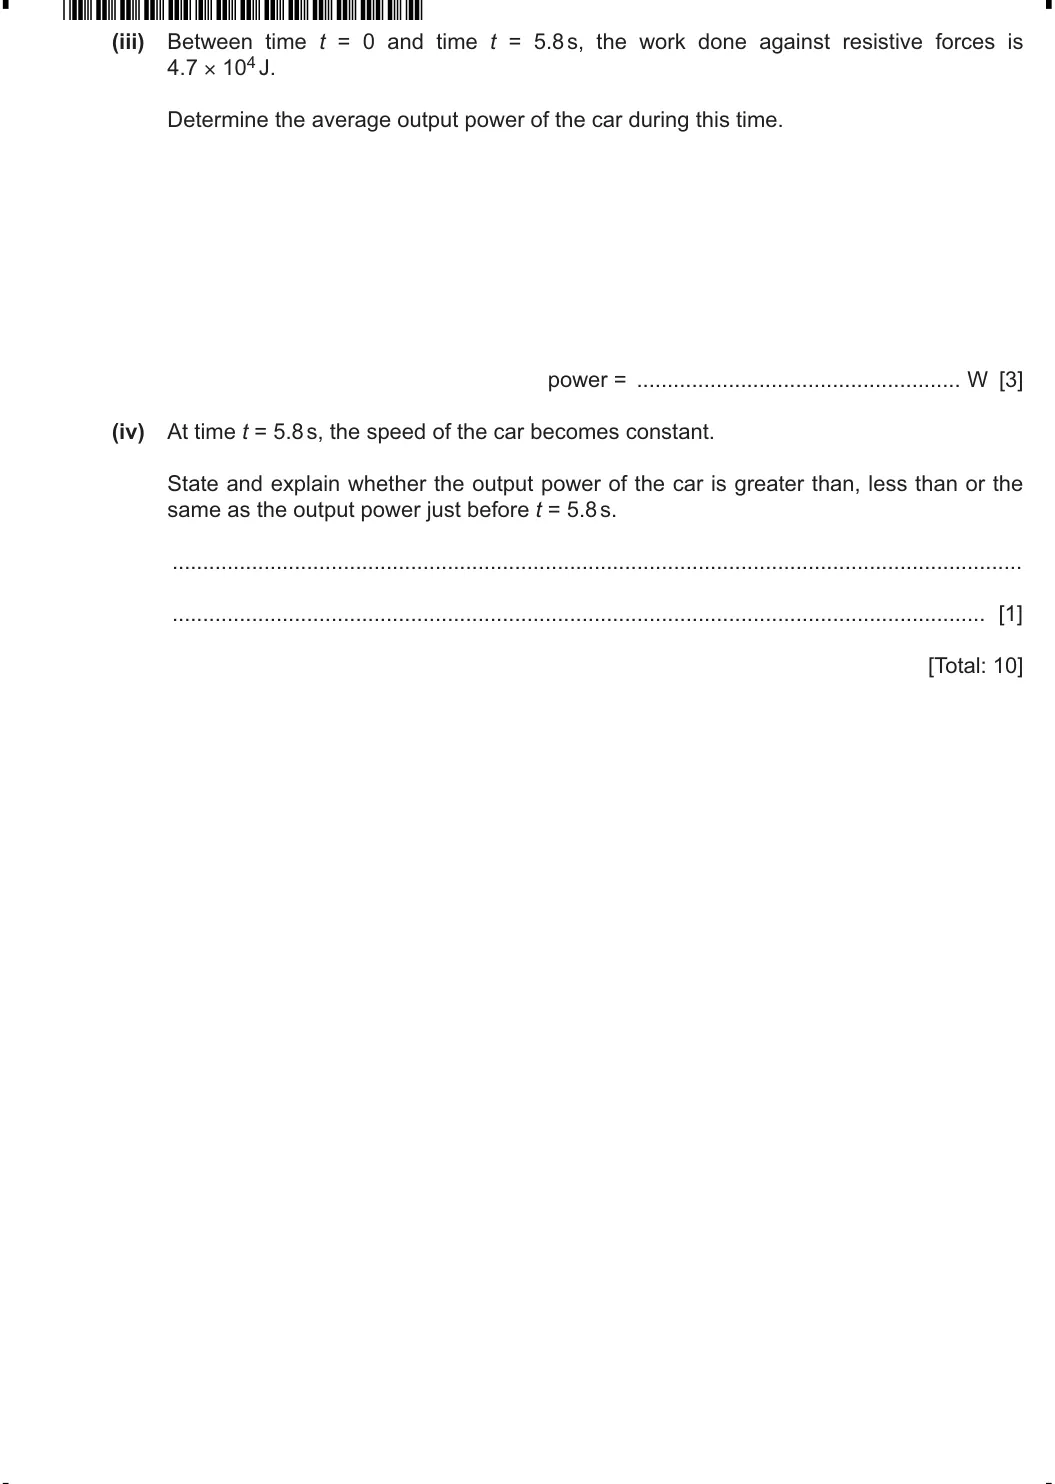 (iii) Between time t = 0 and time t = 5.8 s, the work done against resistive forces is
4.7 × 10⁴ J.
Determine the average output power of the car during this time.
power = ...................................................... W [3]
(iv) At time t = 5.8 s, the speed of the car becomes constant.
State and explain whether the output power of the car is greater than, less than or the
same as the output power just before t = 5.8 s.
............................................................................................................................................
....................................................................................................................................... [1]
[Total: 10]